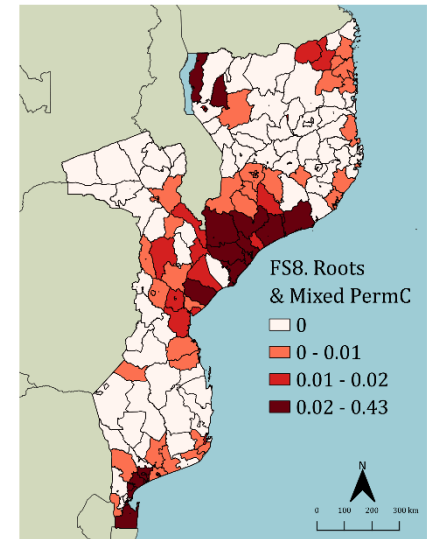 FS8. Roots
& Mixed PermC
0
0 - 0.01
0.01 - 0.02
0.02 - 0.43
N
0 100 200 300 km